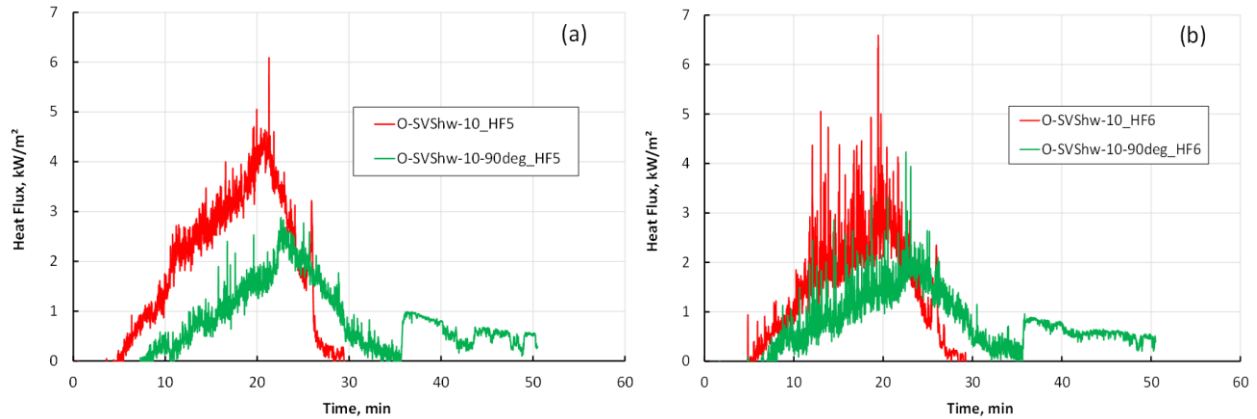 (a)
7
6
5
4
3
2
1
0
Heat Flux, kW/m²
O-SVShw-10_HF5
O-SVShw-10-90deg_HF5
0 10 20 30 40 50 60
Time, min
(b)
7
6
5
4
3
2
1
0
Heat Flux, kW/m²
O-SVShw-10_HF6
O-SVShw-10-90deg_HF6
0 10 20 30 40 50 60
Time, min